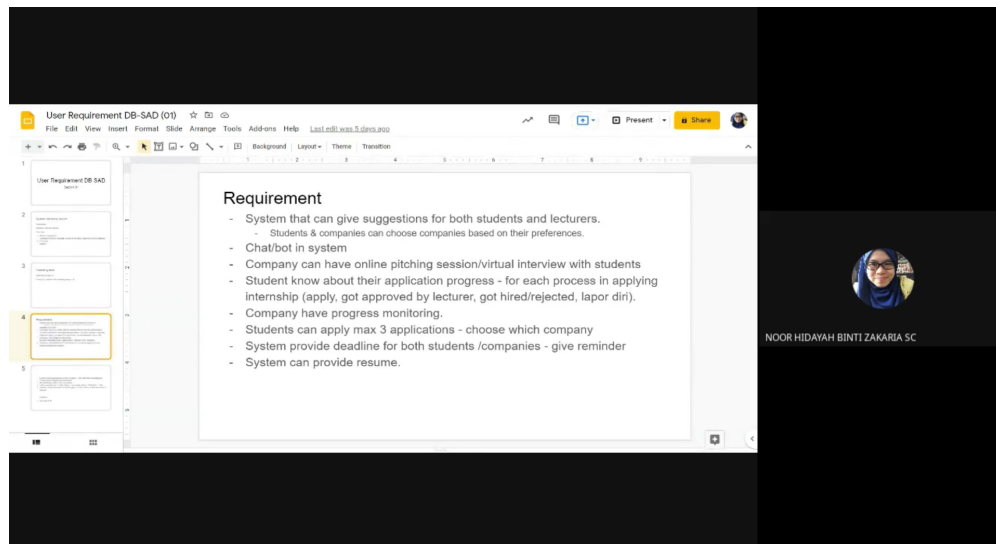 User Requirement DB-SAD (01)
File Edit View Insert Format Slide Arrange Tools Add-ons Help Last edit was 5 days ago
Present
Share
Background Layout Theme Transition
1
User Requirement DB SAD
2
3
4
5
Requirement
- System that can give suggestions for both students and lecturers.
- Students & companies can choose companies based on their preferences.
- Chat/bot in system
- Company can have online pitching session/virtual interview with students
- Student know about their application progress - for each process in applying
internship (apply, got approved by lecturer, got hired/rejected, lapor diri).
- Company have progress monitoring.
- Students can apply max 3 applications - choose which company
- System provide deadline for both students /companies - give reminder
- System can provide resume.
NOOR HIDAYAH BINTI ZAKARIA SC